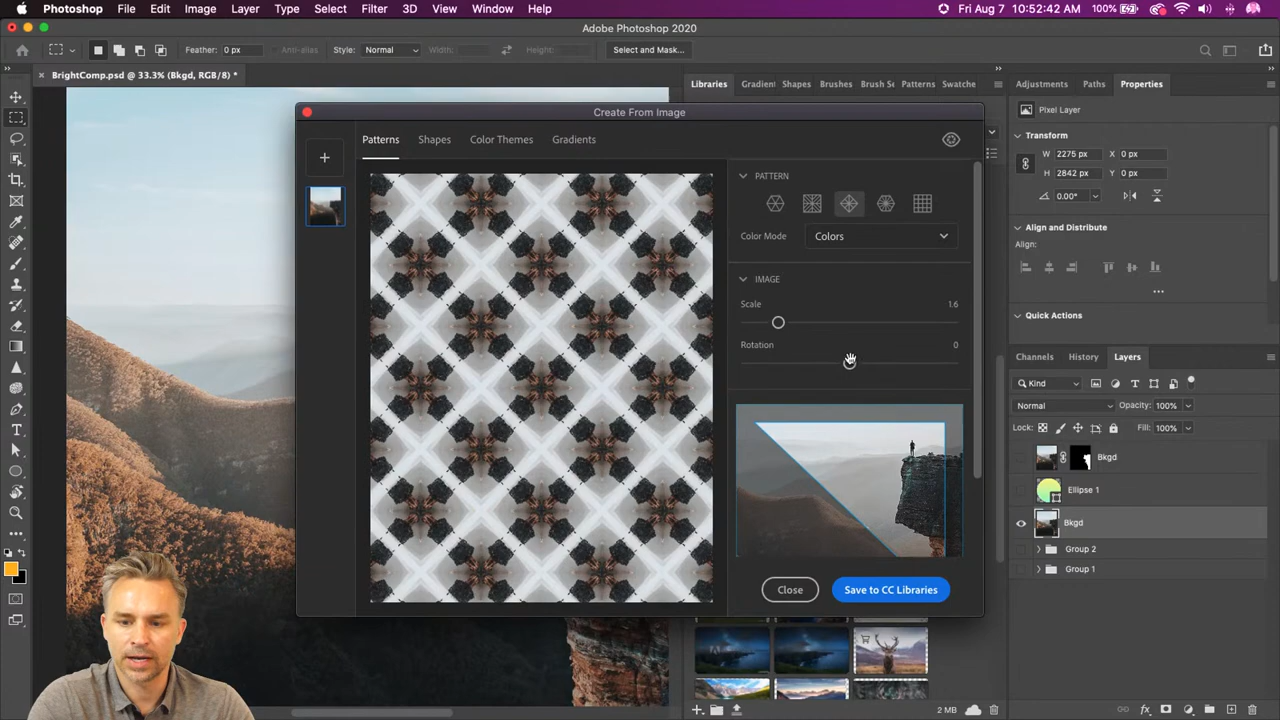 Photoshop File Edit Image Layer Type Select Filter 3D View Window Help 100% Fri Aug 7 10:52:42 AM
Adobe Photoshop 2020
Feather: 0 px Anti-alias Style: Normal Width: Height: Select and Mask...
BrightComp.psd @ 33.3% (Bkgd, RGB/8) *
Libraries Gradien Shapes Brushes Brush Se Patterns Swatche
Adjustments Paths Properties
Pixel Layer
Transform
W 2275 px X 0 px
H 2842 px Y 0 px
0.00°
Align and Distribute
Align:
Quick Actions
Channels History Layers
Kind
Normal Opacity: 100%
Lock: Fill: 100%
Bkgd
Ellipse 1
Bkgd
Group 2
Group 1
Create From Image
Patterns Shapes Color Themes Gradients
PATTERN
Color Mode Colors
IMAGE
Scale 1.6
Rotation 0
Close Save to CC Libraries
2 MB